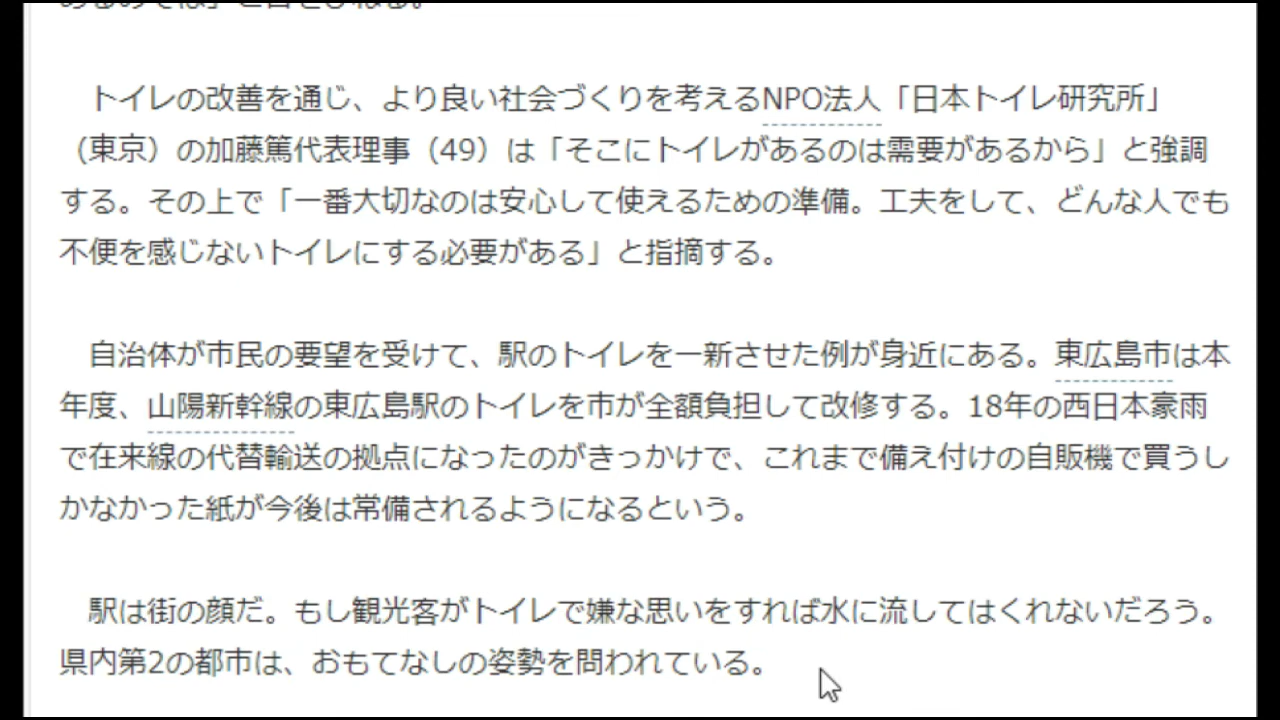 トイレの改善を通じ、より良い社会づくりを考えるNPO法人「日本トイレ研究所」
（東京）の加藤篤代表理事（49）は「そこにトイレがあるのは需要があるから」と強調
する。その上で「一番大切なのは安心して使えるための準備。工夫をして、どんな人でも
不便を感じないトイレにする必要がある」と指摘する。
自治体が市民の要望を受けて、駅のトイレを一新させた例が身近にある。東広島市は本
年度、山陽新幹線の東広島駅のトイレを市が全額負担して改修する。18年の西日本豪雨
で在来線の代替輸送の拠点になったのがきっかけで、これまで備え付けの自販機で買うし
かなかった紙が今後は常備されるようになるという。
駅は街の顔だ。もし観光客がトイレで嫌な思いをすれば水に流してはくれないだろう。
県内第2の都市は、おもてなしの姿勢を問われている。